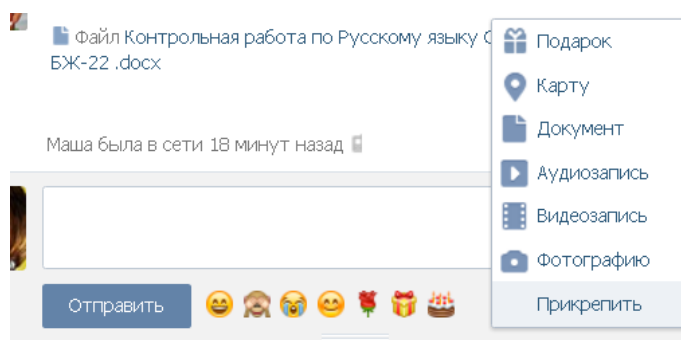 Файл Контрольная работа по Русскому языку
БЖ-22 .docx
Маша была в сети 18 минут назад
Отправить
Подарок
Карту
Документ
Аудиозапись
Видеозапись
Фотографию
Прикрепить